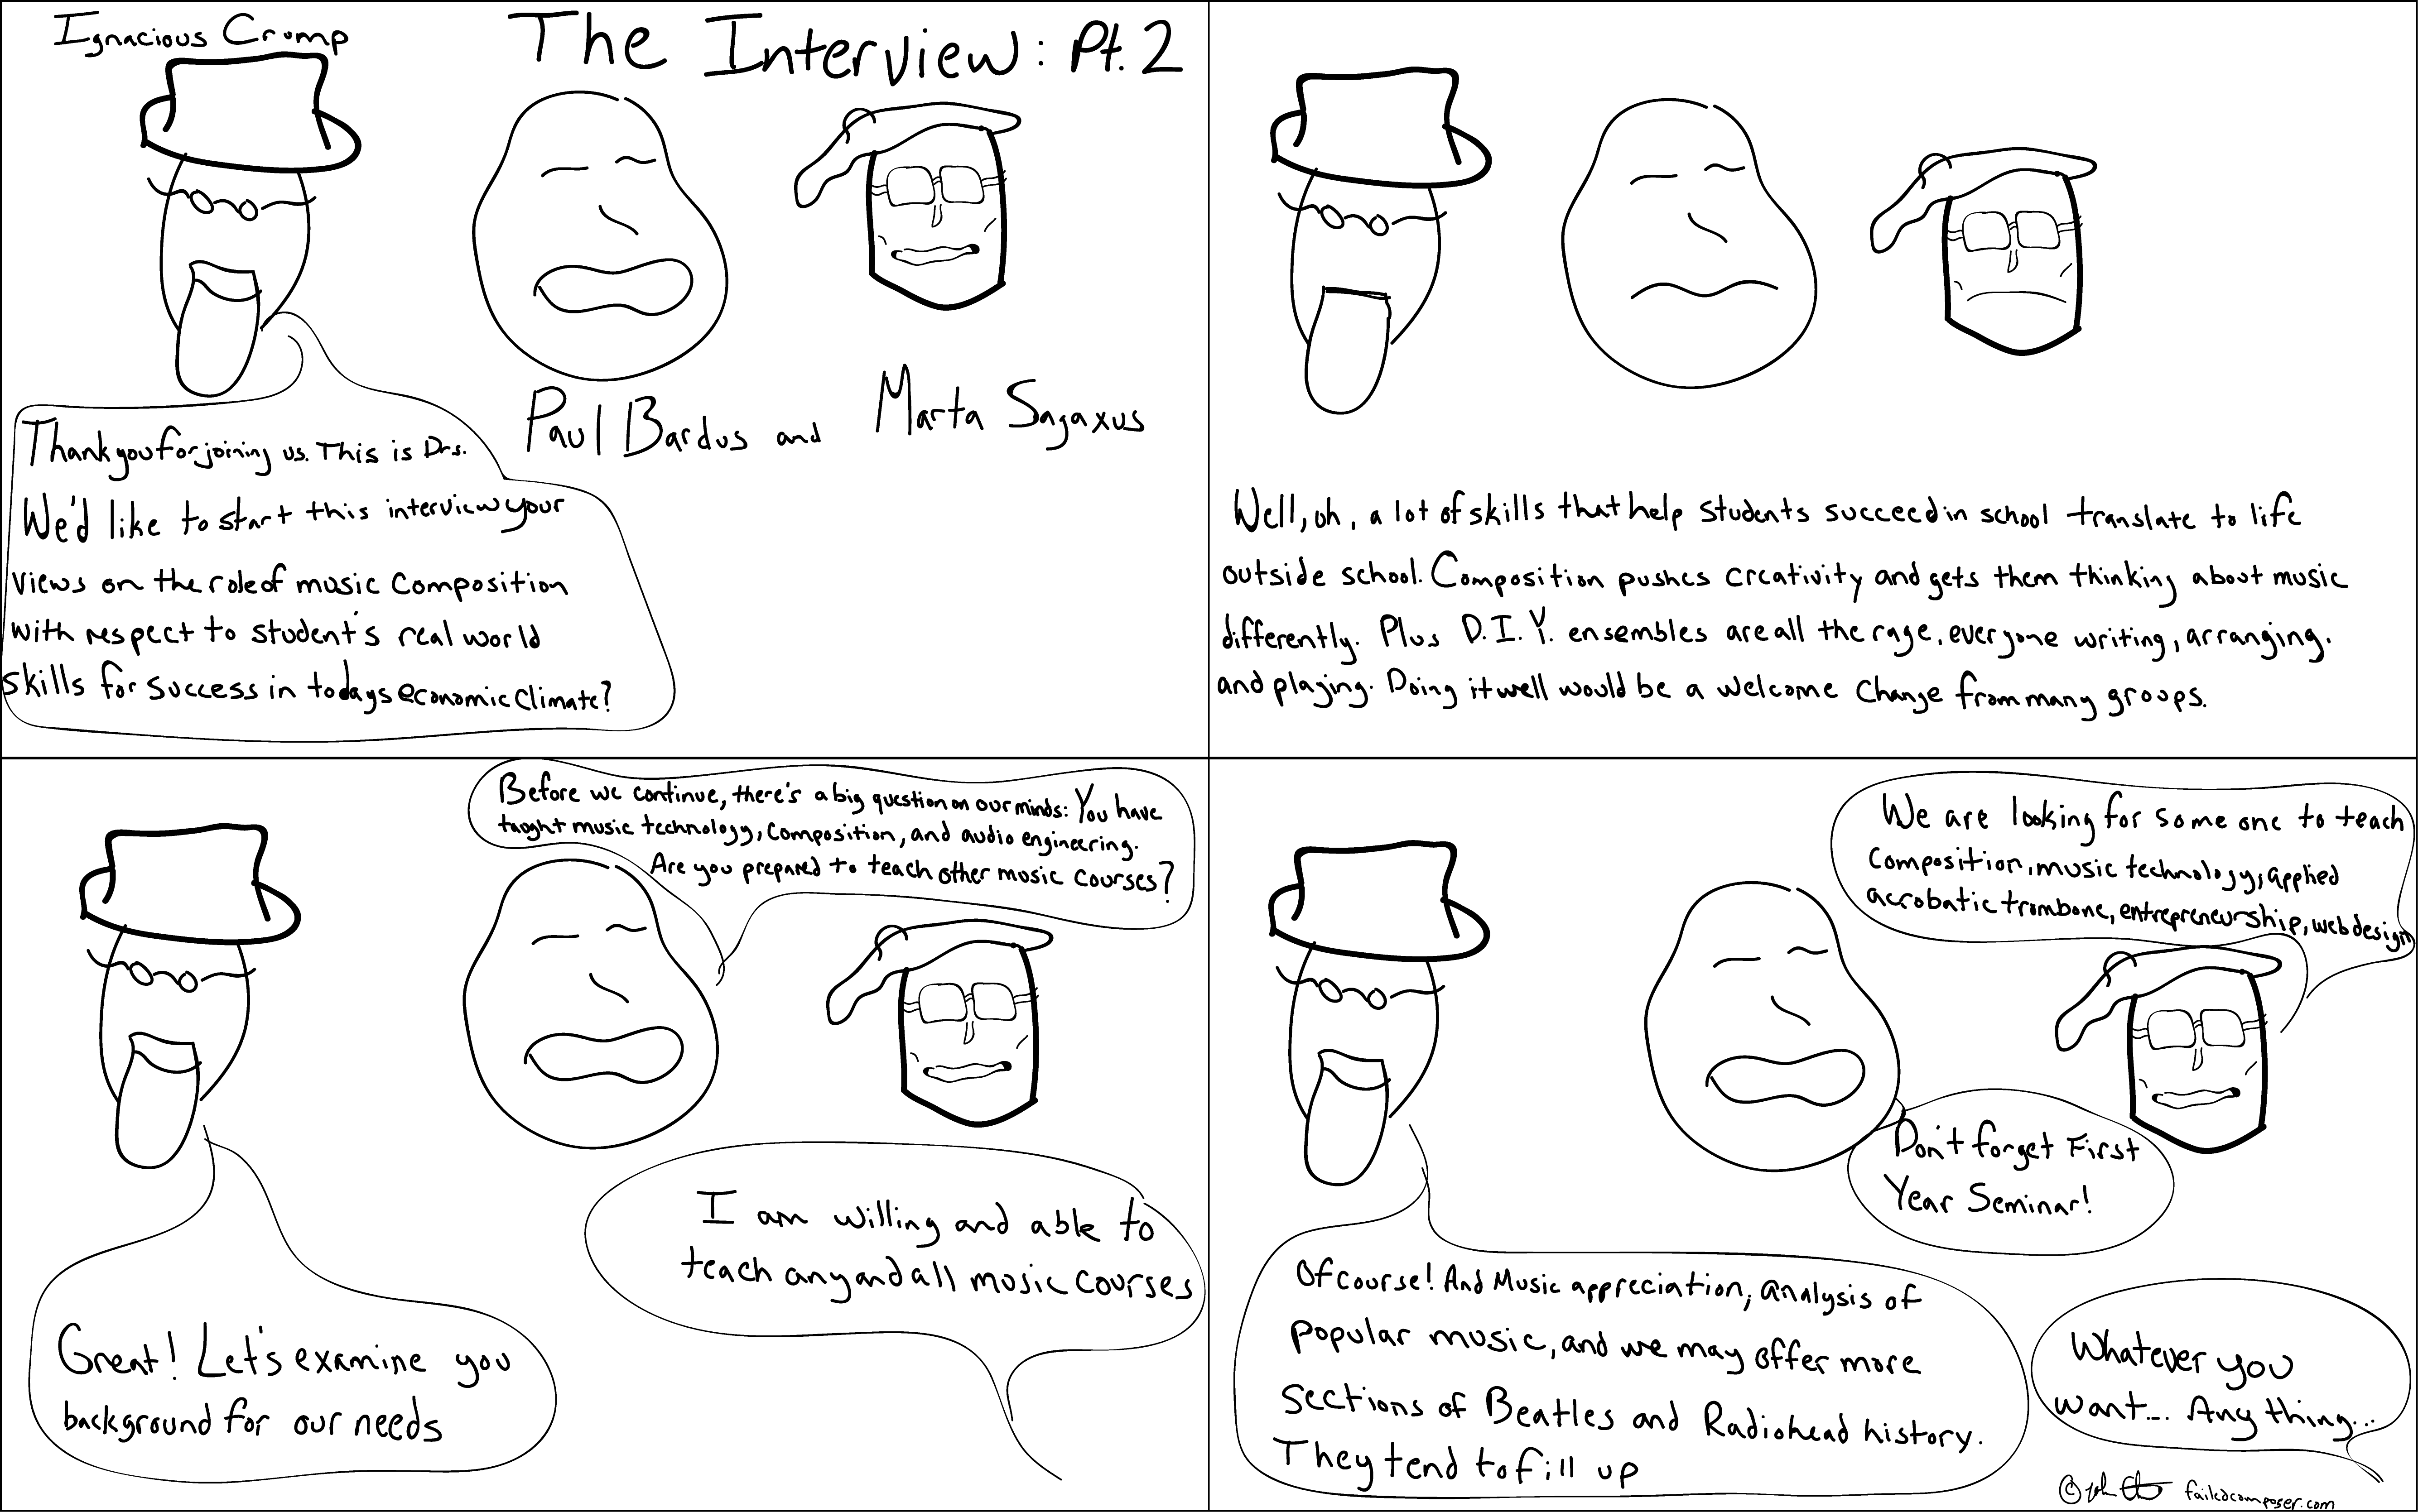 Ignacious Crump
The Interview: Pt. 2
Thank you for joining us. This is Drs.
Paul Bardus and
Marta Sagaxus
We'd like to start this interview your
views on the role of music composition
with respect to student's real world
skills for success in todays economic climate?
Well, uh, a lot of skills that help students succeed in school translate to life
outside school. Composition pushes creativity and gets them thinking about music
differently. Plus D.I.Y. ensembles are all the rage, everyone writing, arranging.
and playing. Doing it well would be a welcome change from many groups.
Before we continue, there's a big question on our minds: You have
taught music technology, composition, and audio engineering.
Are you prepared to teach other music courses?
I am willing and able to
teach any and all music courses
Great! Let's examine you
background for our needs
We are looking for some one to teach
composition, music technology, applied
acrobatic trombone, entrepreneurship, web design
Don't forget First
Year Seminar!
Of course! And Music appreciation, analysis of
popular music, and we may offer more
sections of Beatles and Radiohead history.
They tend to fill up
Whatever you
want... Anything...
© failedcomposer.com